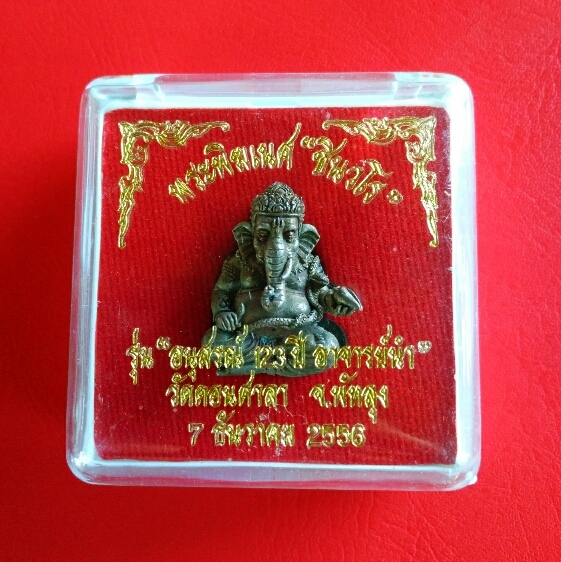 พระพิฆเนศ "ชินวโร"
รุ่น "อนุสรณ์ 123 ปี อาจารย์นำ"
วัดดอนศาลา จ.พัทลุง
7 ธันวาคม 2556